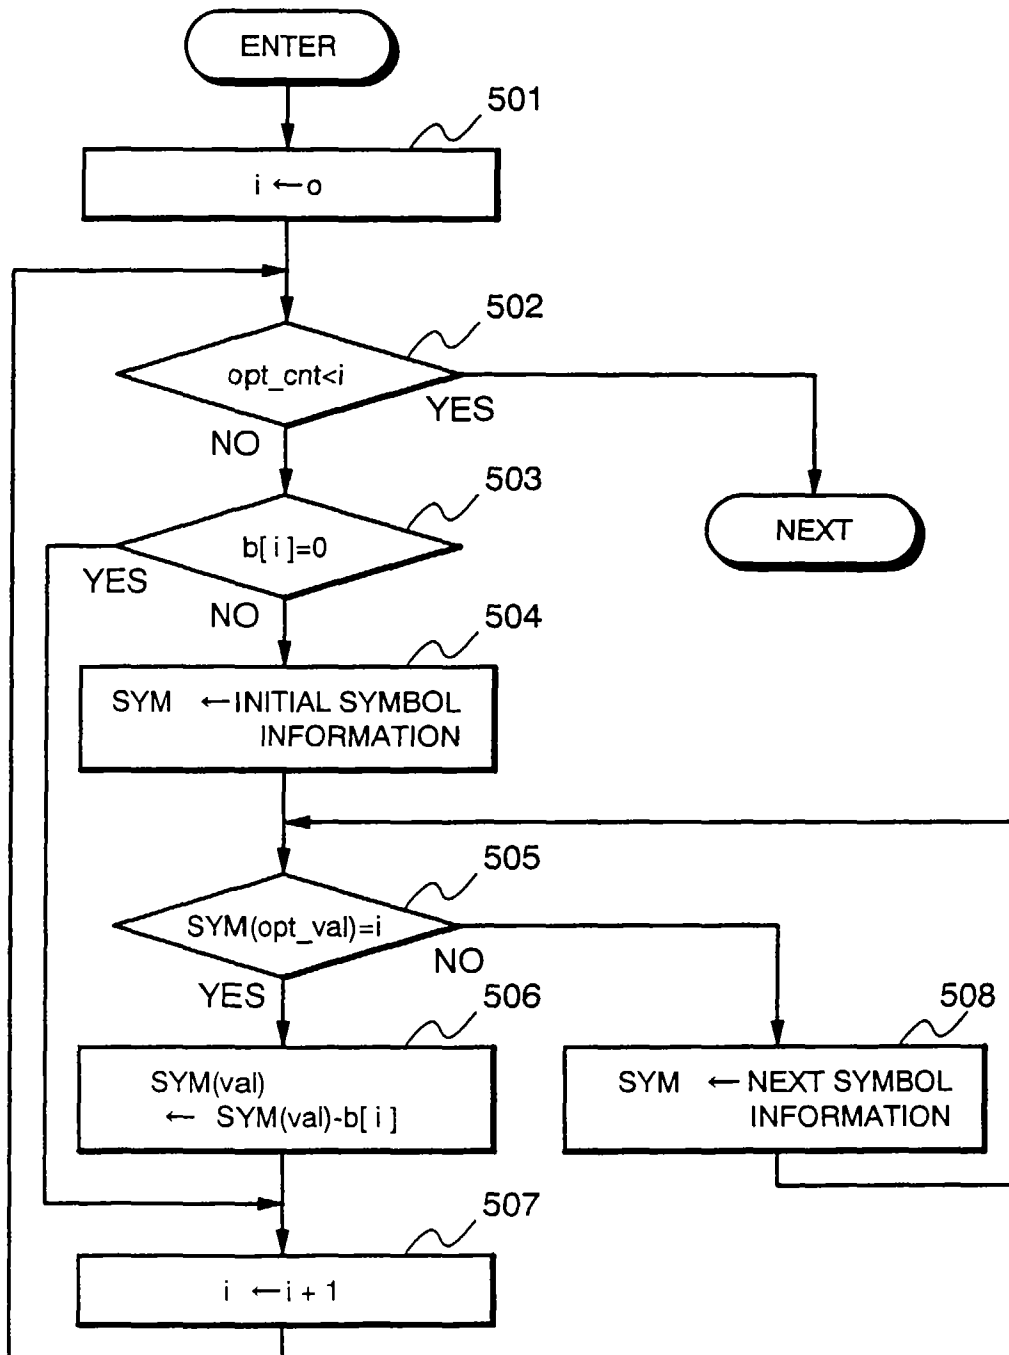 ENTER
501
i ← o
502
opt_cnt<i
YES
NO
503
b[ i ]=0
NEXT
YES
NO
504
SYM ← INITIAL SYMBOL
INFORMATION
505
SYM(opt_val)=i
NO
YES
506
508
SYM(val)
← SYM(val)-b[ i ]
SYM ← NEXT SYMBOL
INFORMATION
507
i ← i + 1